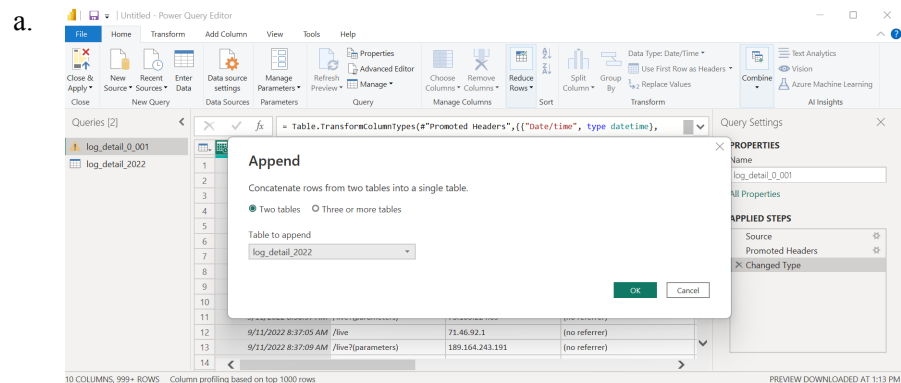 a.
Untitled - Power Query Editor
File Home Transform Add Column View Tools Help
Close & Apply
New Source
Recent Sources
Enter Data
Data source settings
Manage Parameters
Refresh Preview
Properties
Advanced Editor
Manage
Choose Columns
Remove Columns
Reduce Rows
Split Column
Group By
Data Type: Date/Time
Use First Row as Headers
Replace Values
Combine
Text Analytics
Vision
Azure Machine Learning
Close New Query Data Sources Parameters Query Manage Columns Sort Transform AI Insights
Queries [2]
log_detail_0_001
log_detail_2022
fx = Table.TransformColumnTypes(#"Promoted Headers",{{"Date/time", type datetime},
Append
Concatenate rows from two tables into a single table.
Two tables Three or more tables
Table to append
log_detail_2022
OK Cancel
1
2
3
4
5
6
7
8
9
10
11
12 9/11/2022 8:37:05 AM /live 71.46.92.1 (no referrer)
13 9/11/2022 8:37:09 AM /live?(parameters) 189.164.243.191 (no referrer)
14
Query Settings
PROPERTIES
Name
log_detail_0_001
All Properties
APPLIED STEPS
Source
Promoted Headers
Changed Type
10 COLUMNS, 999+ ROWS Column profiling based on top 1000 rows PREVIEW DOWNLOADED AT 1:13 PM